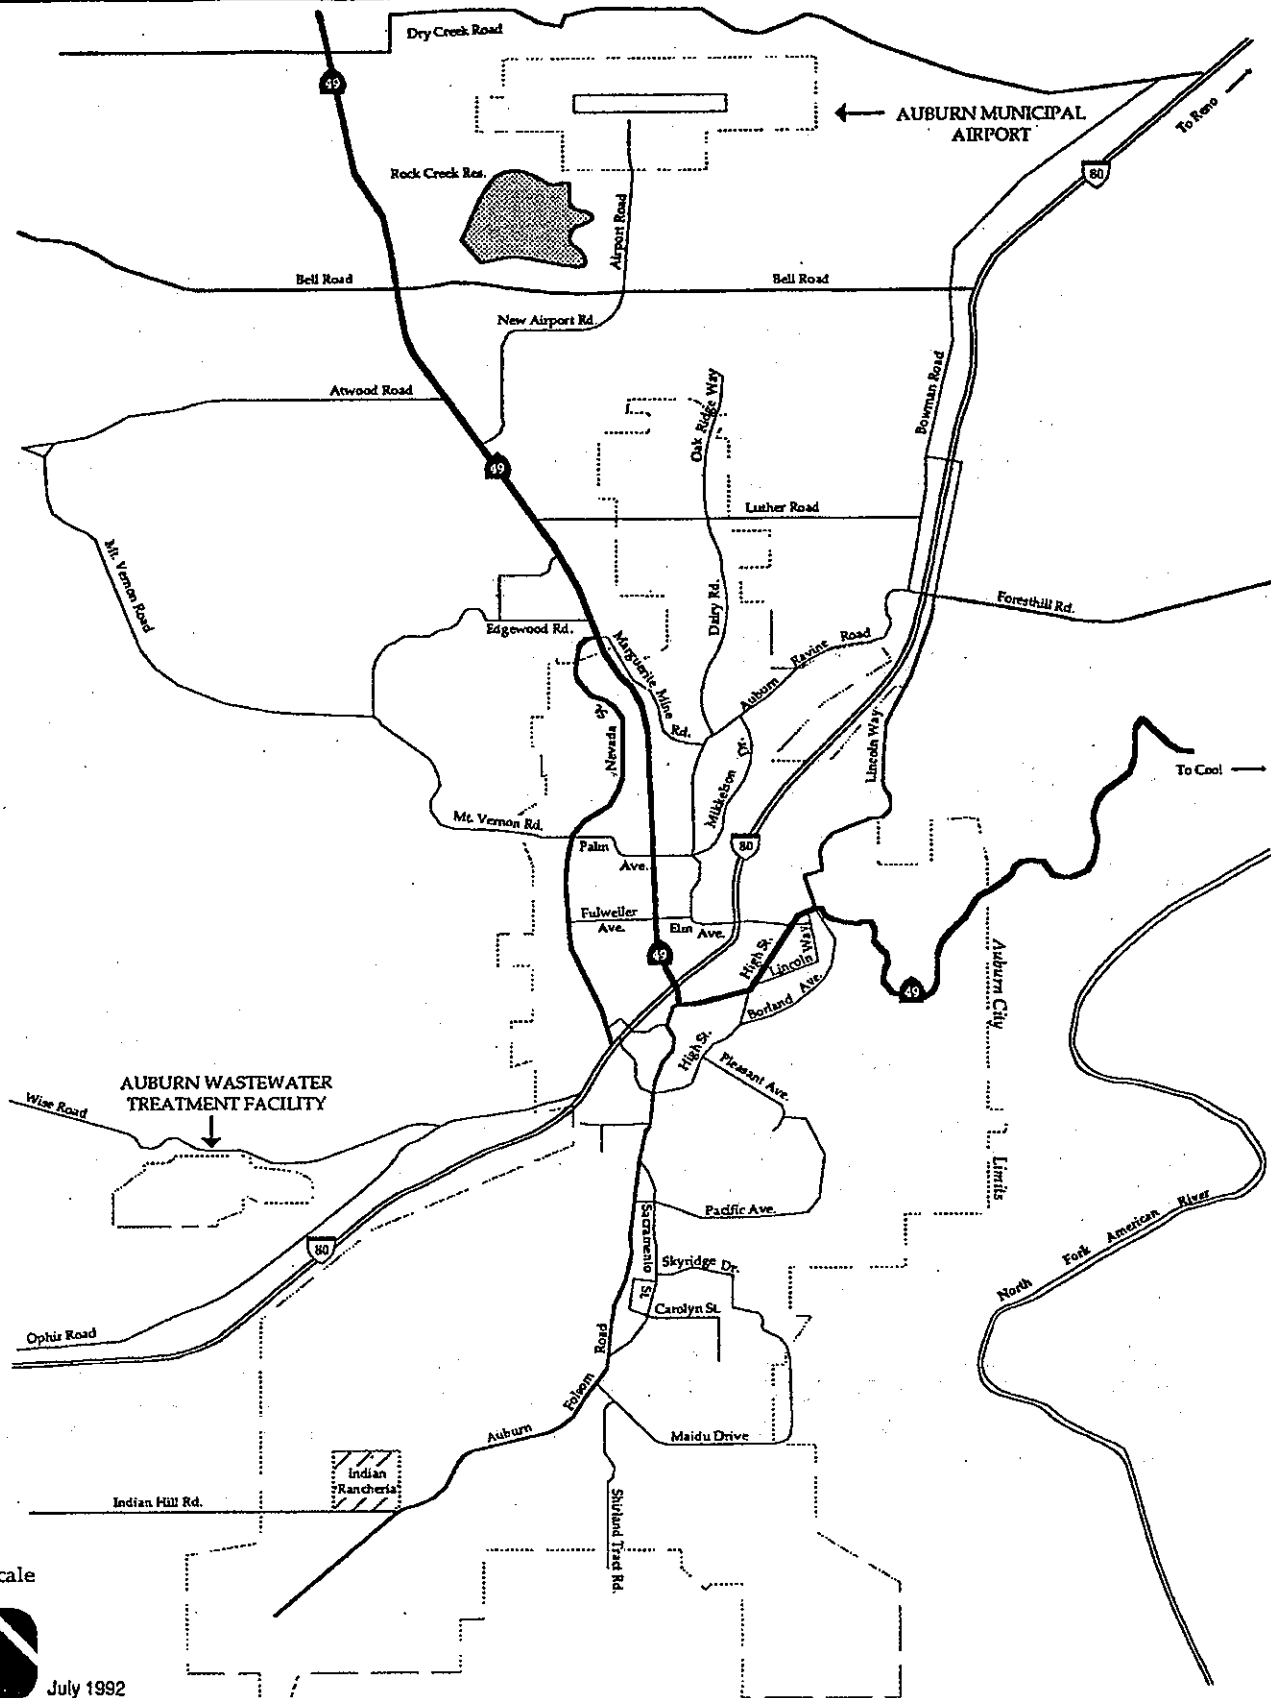 Dry Creek Road
49
AUBURN MUNICIPAL
AIRPORT
To Reno
80
Rock Creek Res.
Airport Road
Bell Road
Bell Road
New Airport Rd.
Atwood Road
Oak Ridge Way
Bowman Road
49
Luther Road
Mt. Vernon Road
Dairy Rd.
Foresthill Rd.
Edgewood Rd.
Marguerite Mine Rd.
Auburn Ravine Road
Nevada St.
Mikkelson Dr.
Lincoln Way
To Cool
Mt. Vernon Rd.
Palm
Ave.
80
Fulweiler
Ave.
Elm Ave.
49
High St.
Lincoln Way
Borland Ave.
49
Auburn City Limits
High St.
Pleasant Ave.
AUBURN WASTEWATER
TREATMENT FACILITY
Wise Road
Pacific Ave.
Sacramento St.
Skyridge Dr.
North Fork American River
80
Carolyn St.
Ophir Road
Auburn Folsom Road
Maidu Drive
Indian
Rancheria
Indian Hill Rd.
Shirland Tract Rd.
cale
July 1992